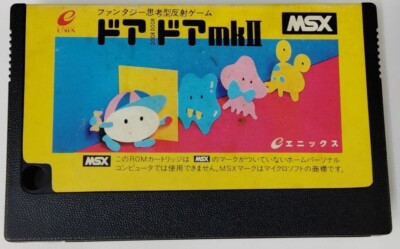 ENIX
ファンタジー思考型反射ゲーム
MSX
ドアドアmkII
エニックス
MSX このROMカートリッジは MSX のマークがついていないホームパーソナル
コンピュータでは使用できません。MSXマークはマイクロソフトの商標です。